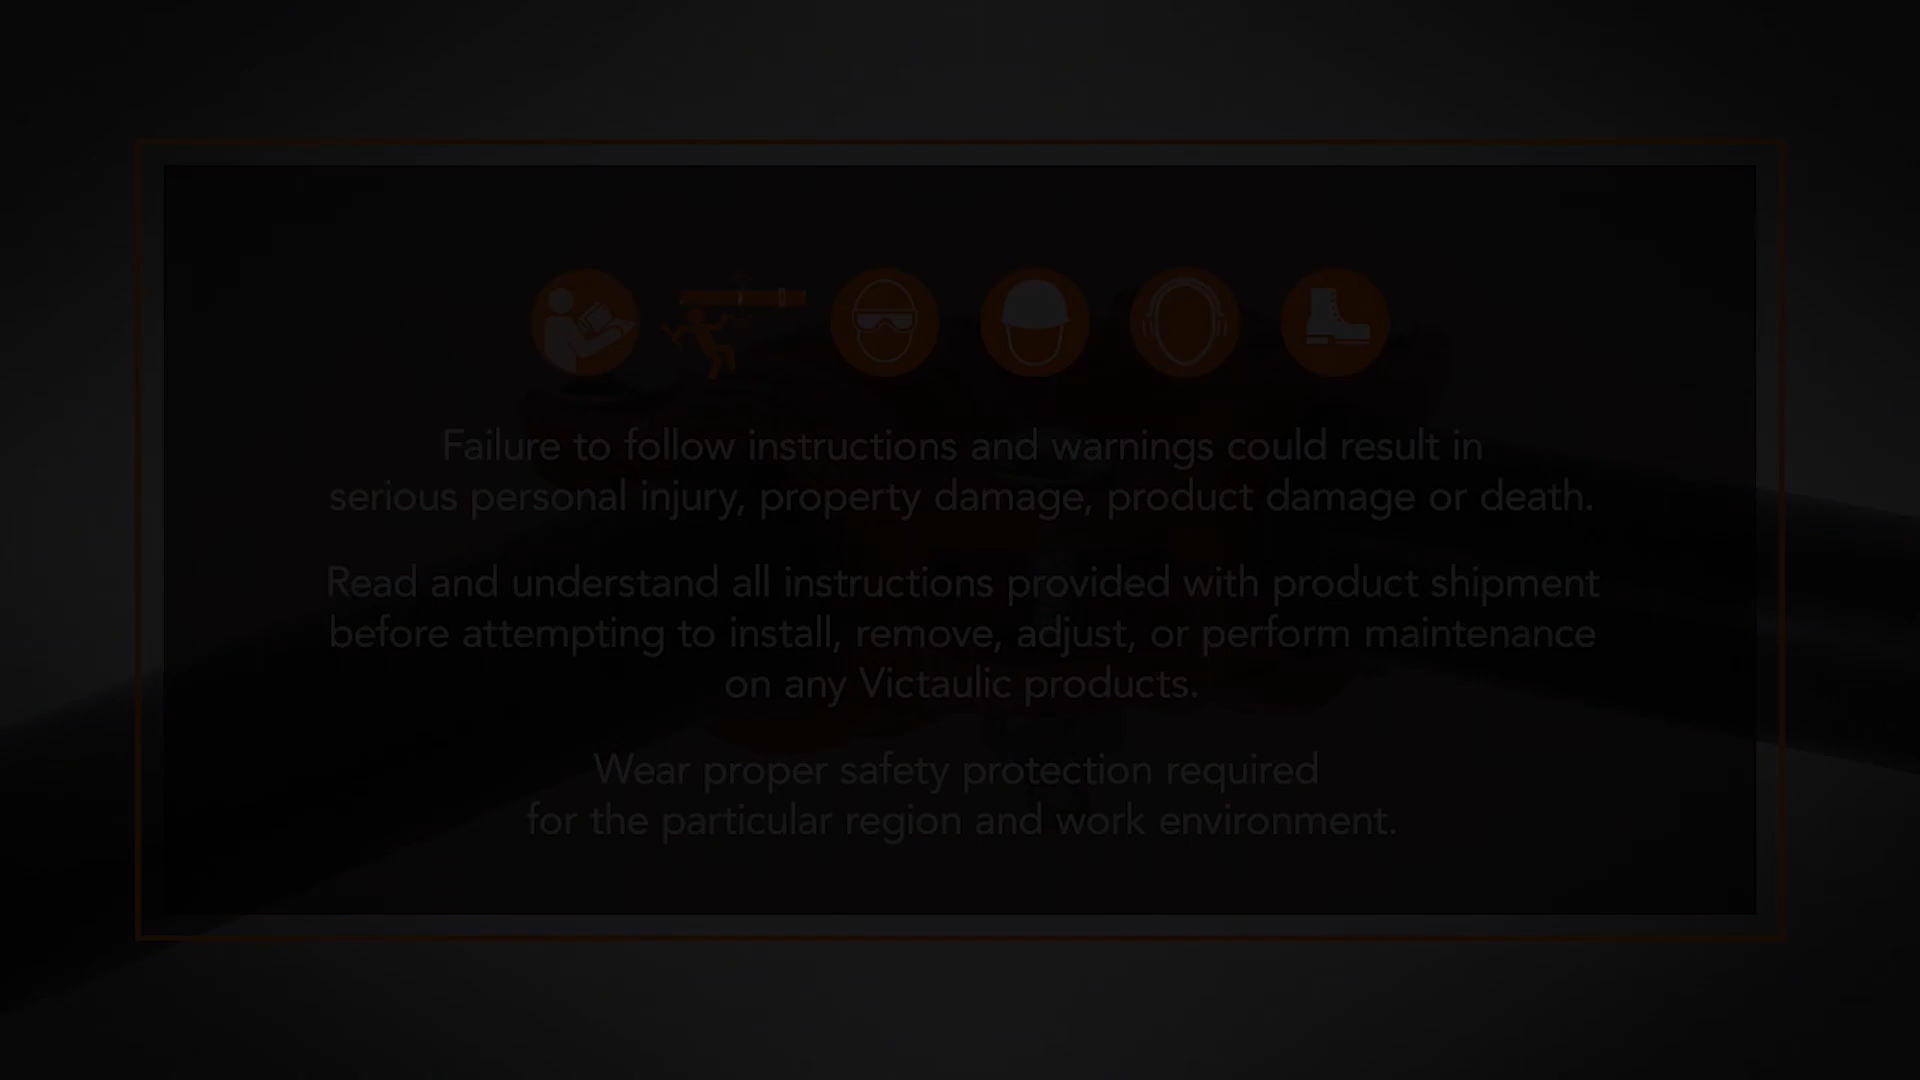 Failure to follow instructions and warnings could result in
serious personal injury, property damage, product damage or death.
Read and understand all instructions provided with product shipment
before attempting to install, remove, adjust, or perform maintenance
on any Victaulic products.
Wear proper safety protection required
for the particular region and work environment.